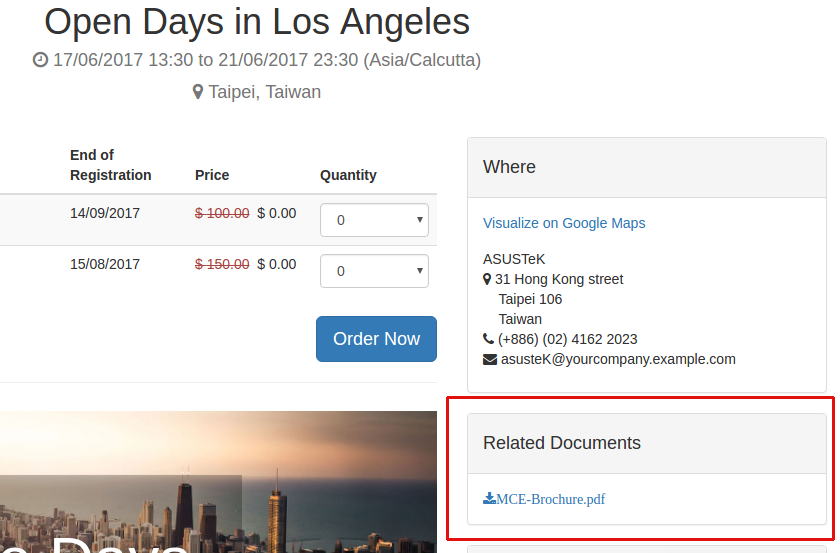 Open Days in Los Angeles
17/06/2017 13:30 to 21/06/2017 23:30 (Asia/Calcutta)
Taipei, Taiwan
End of
Registration
Price
Quantity
14/09/2017
$ 100.00 $ 0.00
0
15/08/2017
$ 150.00 $ 0.00
0
Order Now
Where
Visualize on Google Maps
ASUSTeK
31 Hong Kong street
Taipei 106
Taiwan
(+886) (02) 4162 2023
asusteK@yourcompany.example.com
Related Documents
MCE-Brochure.pdf